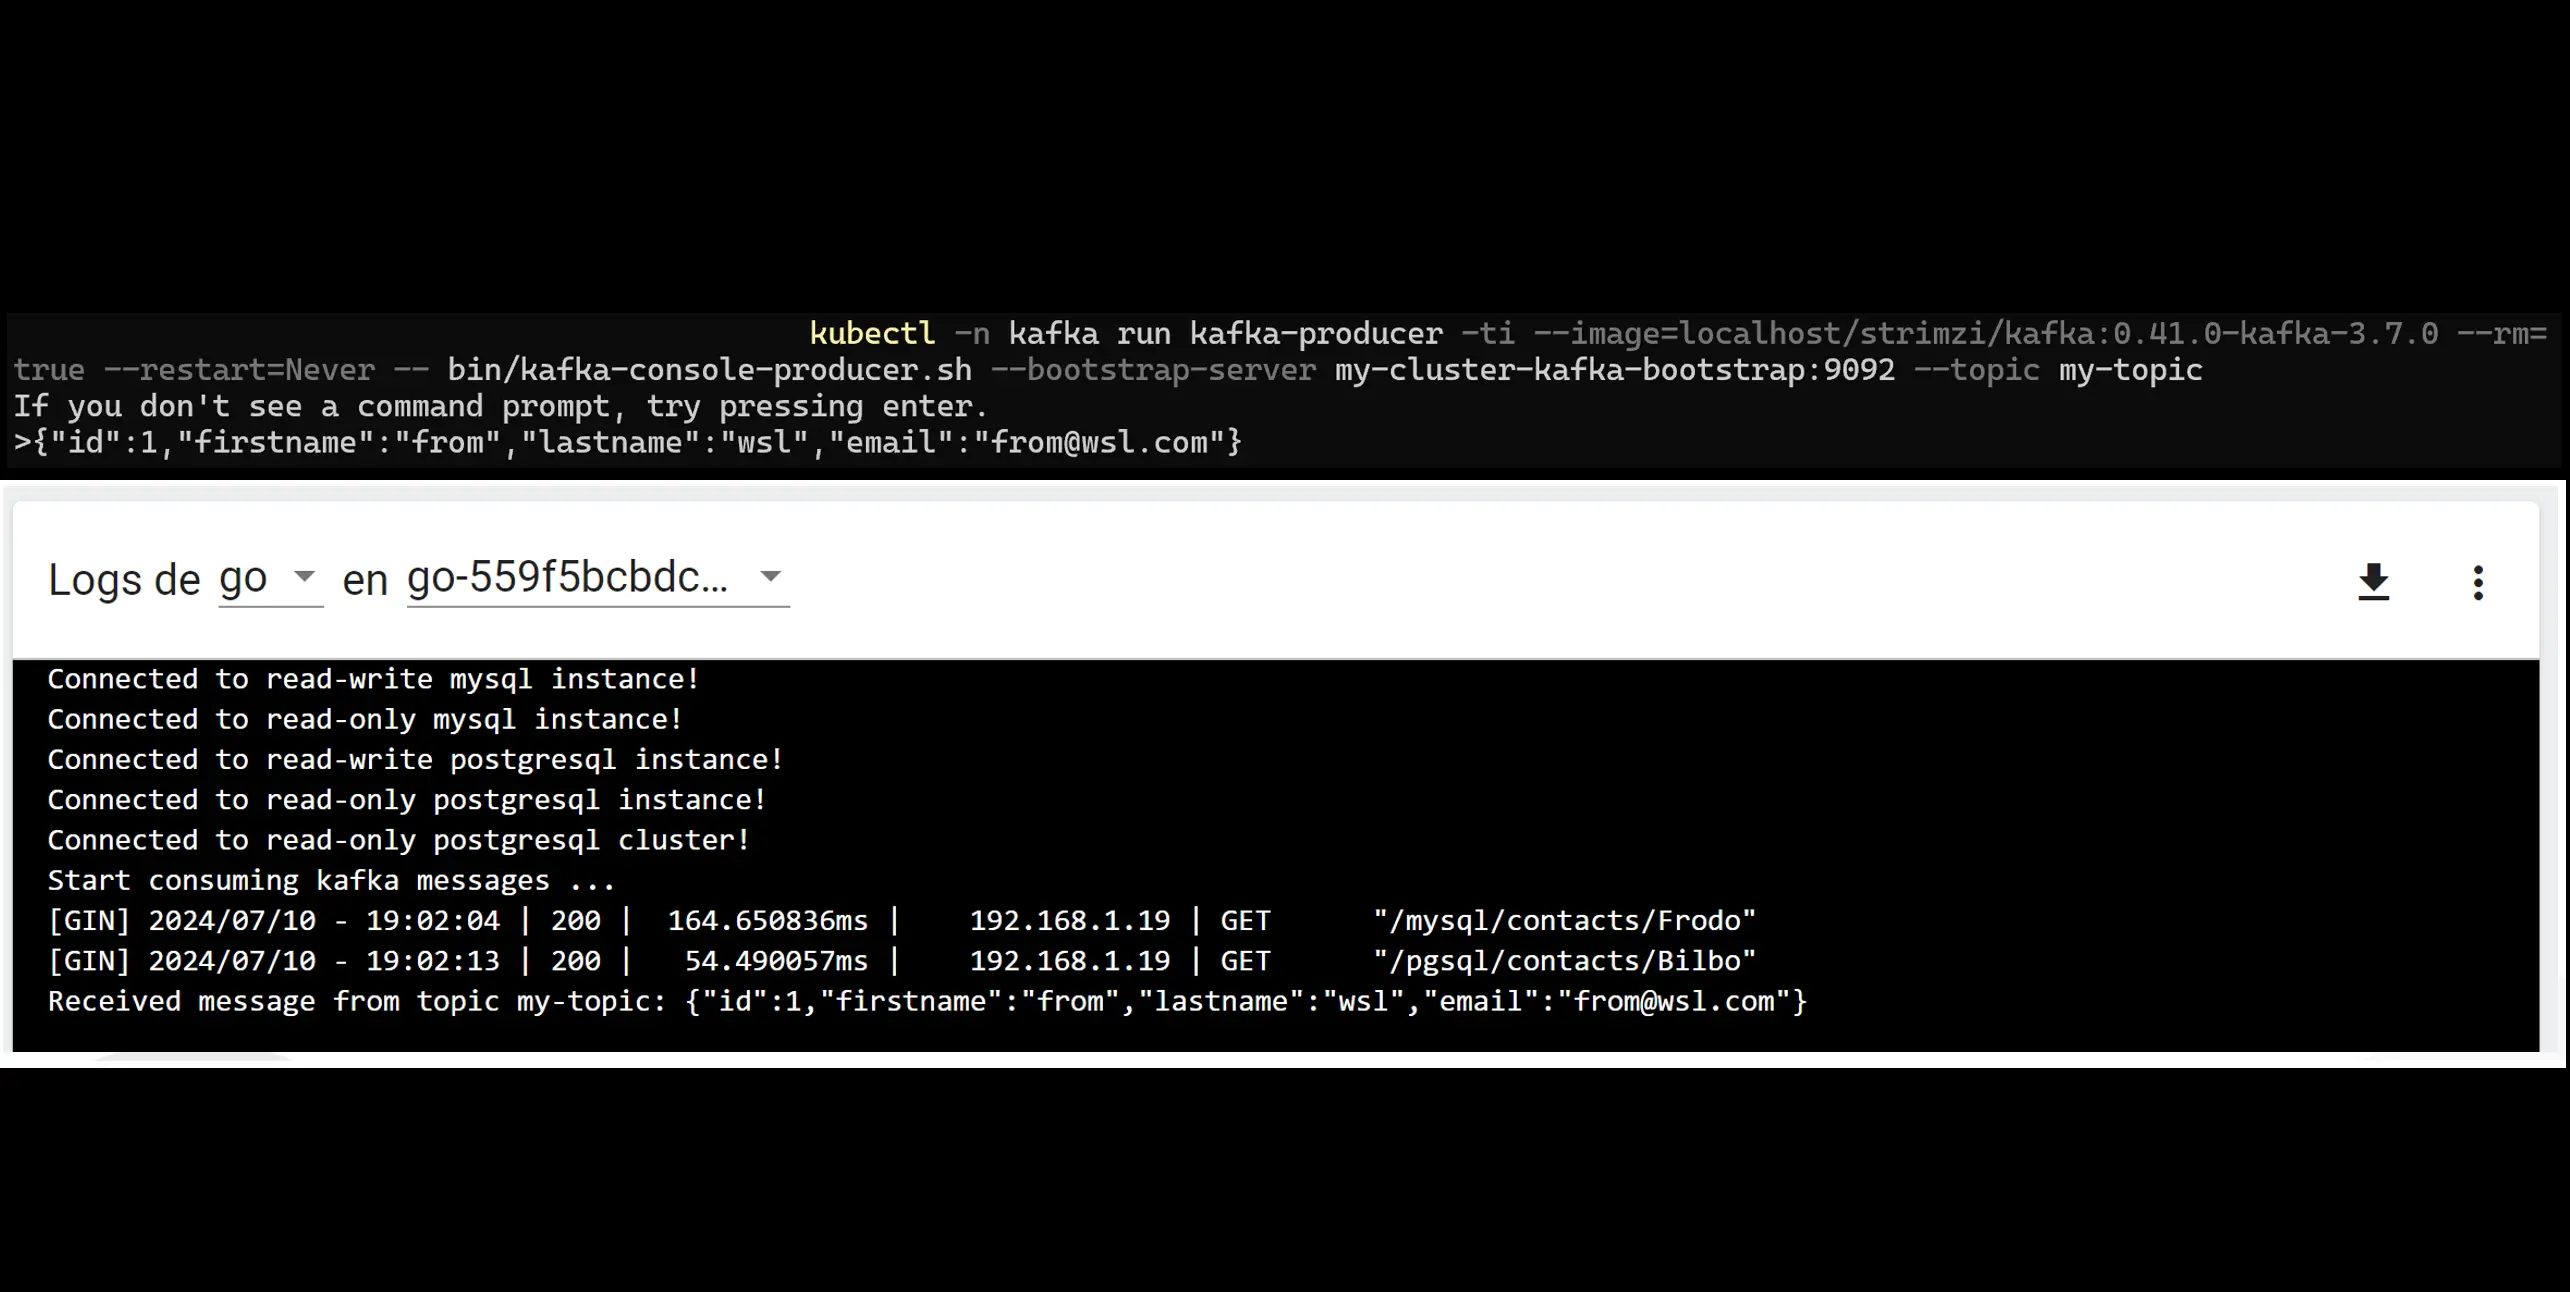 kubectl -n kafka run kafka-producer -ti --image=localhost/strimzi/kafka:0.41.0-kafka-3.7.0 --rm=
true --restart=Never -- bin/kafka-console-producer.sh --bootstrap-server my-cluster-kafka-bootstrap:9092 --topic my-topic
If you don't see a command prompt, try pressing enter.
>{"id":1,"firstname":"from","lastname":"wsl","email":"from@wsl.com"}
Logs de go en go-559f5bcbdc...
Connected to read-write mysql instance!
Connected to read-only mysql instance!
Connected to read-write postgresql instance!
Connected to read-only postgresql instance!
Connected to read-only postgresql cluster!
Start consuming kafka messages ...
[GIN] 2024/07/10 - 19:02:04 | 200 |  164.650836ms |    192.168.1.19 | GET      "/mysql/contacts/Frodo"
[GIN] 2024/07/10 - 19:02:13 | 200 |   54.490057ms |    192.168.1.19 | GET      "/pgsql/contacts/Bilbo"
Received message from topic my-topic: {"id":1,"firstname":"from","lastname":"wsl","email":"from@wsl.com"}